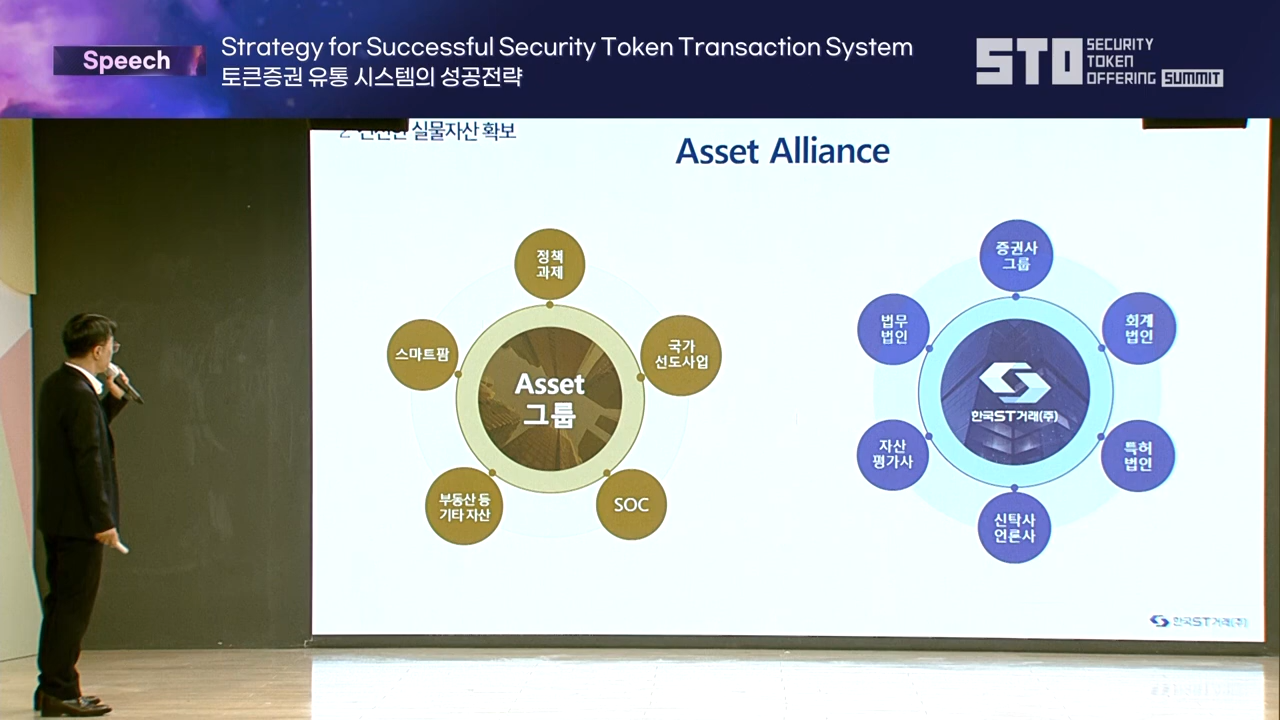 Speech
Strategy for Successful Security Token Transaction System
토큰증권 유통 시스템의 성공전략
STO
SECURITY
TOKEN
OFFERING SUMMIT
실물자산 확보
Asset Alliance
정책
과제
스마트팜
국가
선도사업
Asset
그룹
부동산 등
기타 자산
SOC
증권사
그룹
법무
법인
회계
법인
한국ST거래(주)
자산
평가사
특허
법인
신탁사
언론사
한국ST거래(주)